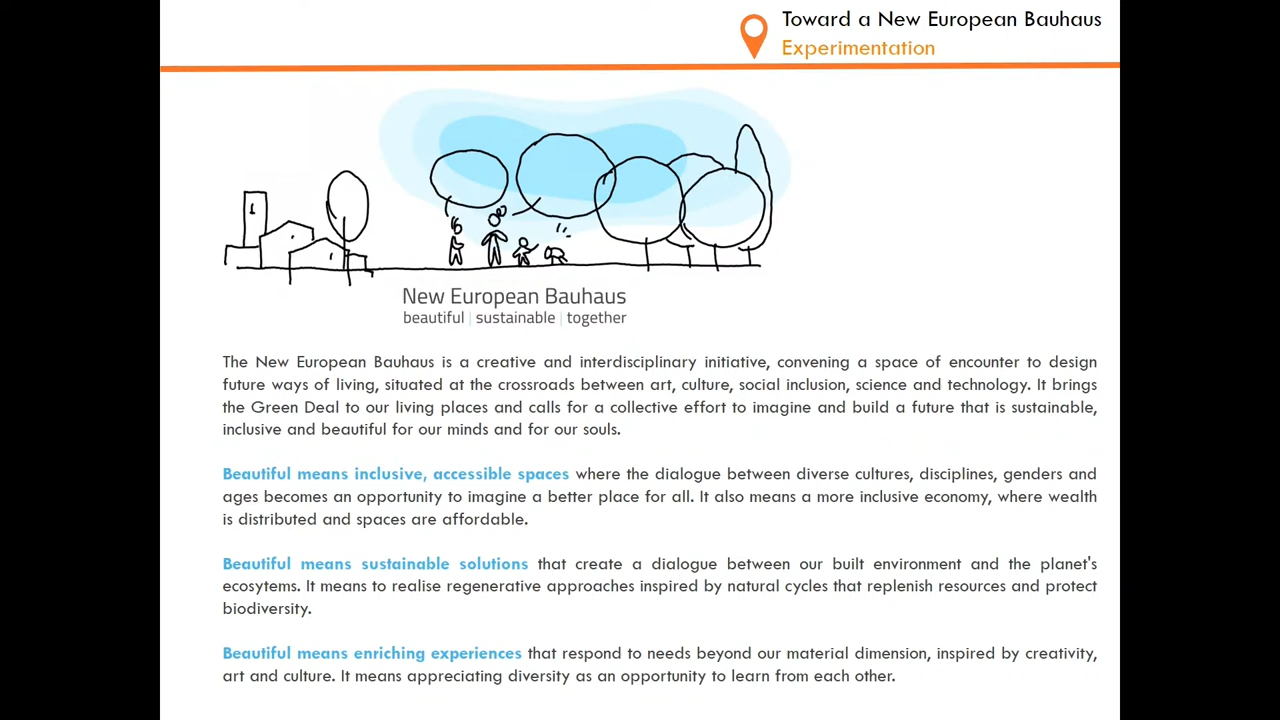 Toward a New European Bauhaus
Experimentation
New European Bauhaus
beautiful | sustainable | together
The New European Bauhaus is a creative and interdisciplinary initiative, convening a space of encounter to design
future ways of living, situated at the crossroads between art, culture, social inclusion, science and technology. It brings
the Green Deal to our living places and calls for a collective effort to imagine and build a future that is sustainable,
inclusive and beautiful for our minds and for our souls.
Beautiful means inclusive, accessible spaces where the dialogue between diverse cultures, disciplines, genders and
ages becomes an opportunity to imagine a better place for all. It also means a more inclusive economy, where wealth
is distributed and spaces are affordable.
Beautiful means sustainable solutions that create a dialogue between our built environment and the planet's
ecosytems. It means to realise regenerative approaches inspired by natural cycles that replenish resources and protect
biodiversity.
Beautiful means enriching experiences that respond to needs beyond our material dimension, inspired by creativity,
art and culture. It means appreciating diversity as an opportunity to learn from each other.